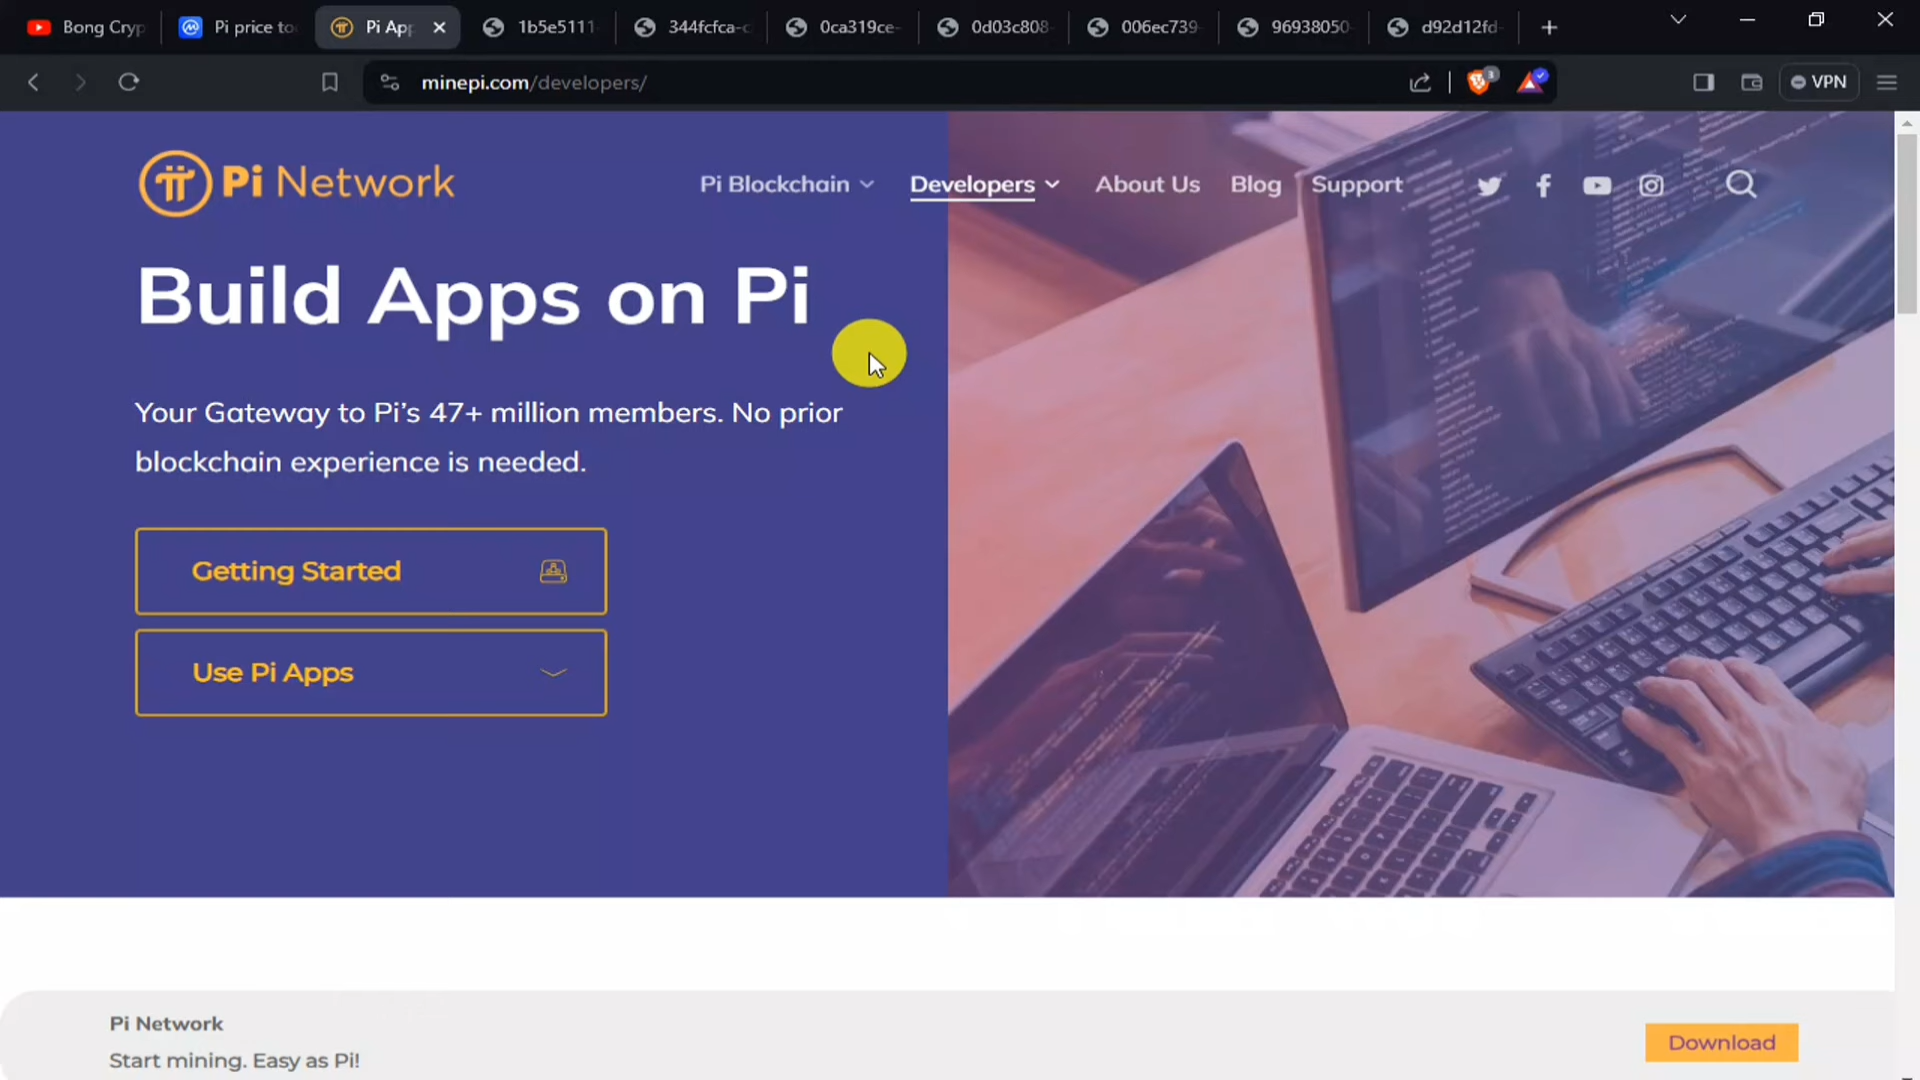 Bong Cryp
Pi price to
Pi App
1b5e5111-
344fcfca-c
0ca319ce-
0d03c808-
006ec739-
96938050-
d92d12fd-
minepi.com/developers/
3
VPN
Pi Network
Pi Blockchain
Developers
About Us
Blog
Support
Build Apps on Pi
Your Gateway to Pi’s 47+ million members. No prior
blockchain experience is needed.
Getting Started
Use Pi Apps
Pi Network
Start mining. Easy as Pi!
Download